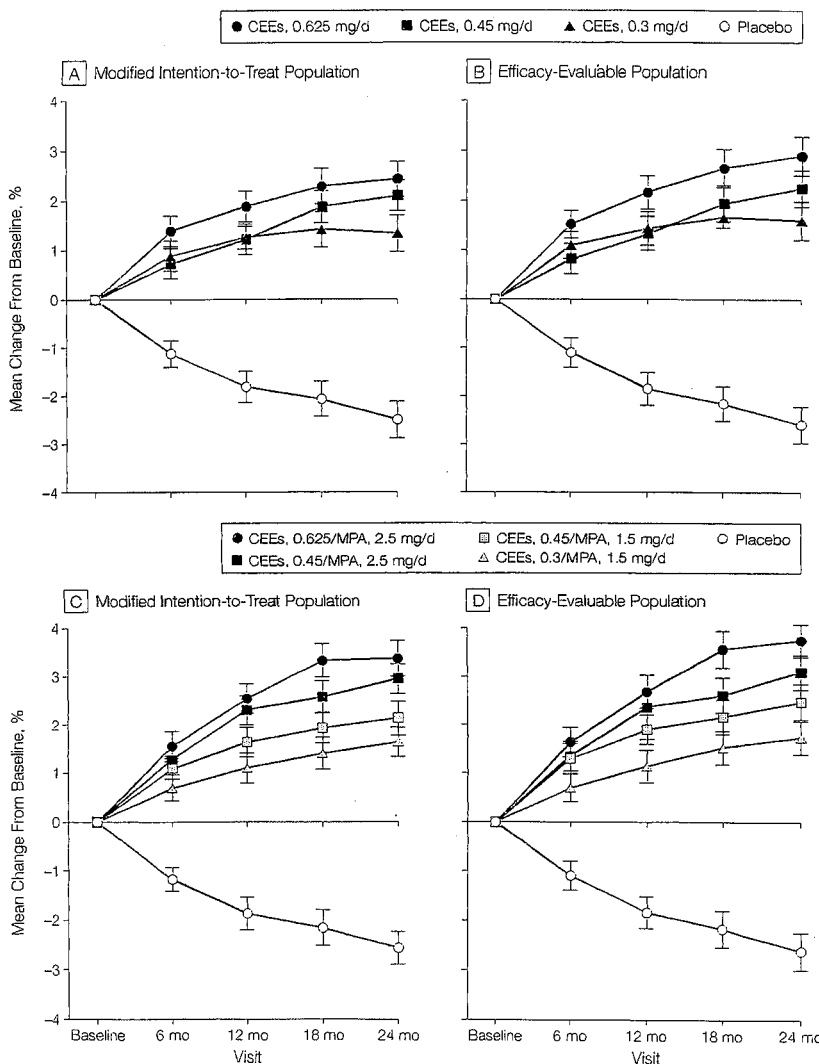 CEEs, 0.625 mg/d CEEs, 0.45 mg/d CEEs, 0.3 mg/d Placebo
A Modified Intention-to-Treat Population
B Efficacy-Evaluable Population
Mean Change From Baseline, %
4
3
2
1
0
−1
−2
−3
−4
CEEs, 0.625/MPA, 2.5 mg/d CEEs, 0.45/MPA, 1.5 mg/d Placebo
CEEs, 0.45/MPA, 2.5 mg/d CEEs, 0.3/MPA, 1.5 mg/d
C Modified Intention-to-Treat Population
D Efficacy-Evaluable Population
Mean Change From Baseline, %
4
3
2
1
0
−1
−2
−3
−4
Baseline 6 mo 12 mo 18 mo 24 mo
Visit
Baseline 6 mo 12 mo 18 mo 24 mo
Visit